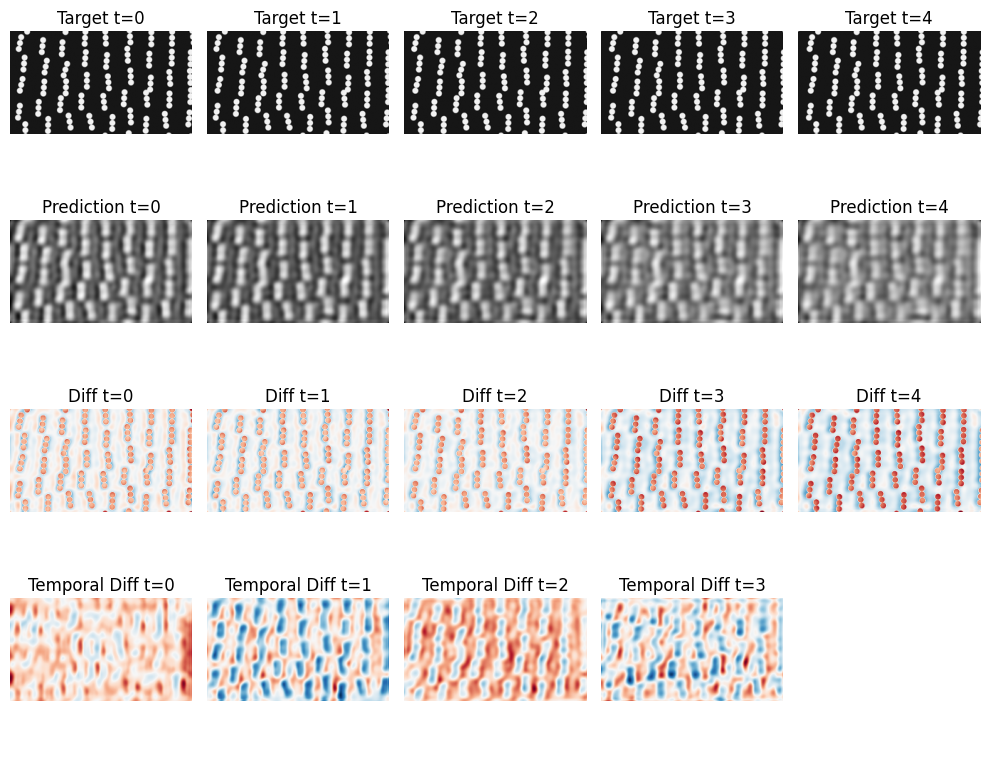 Target t=0 Target t=1 Target t=2 Target t=3 Target t=4
Prediction t=0 Prediction t=1 Prediction t=2 Prediction t=3 Prediction t=4
Diff t=0 Diff t=1 Diff t=2 Diff t=3 Diff t=4
Temporal Diff t=0 Temporal Diff t=1 Temporal Diff t=2 Temporal Diff t=3